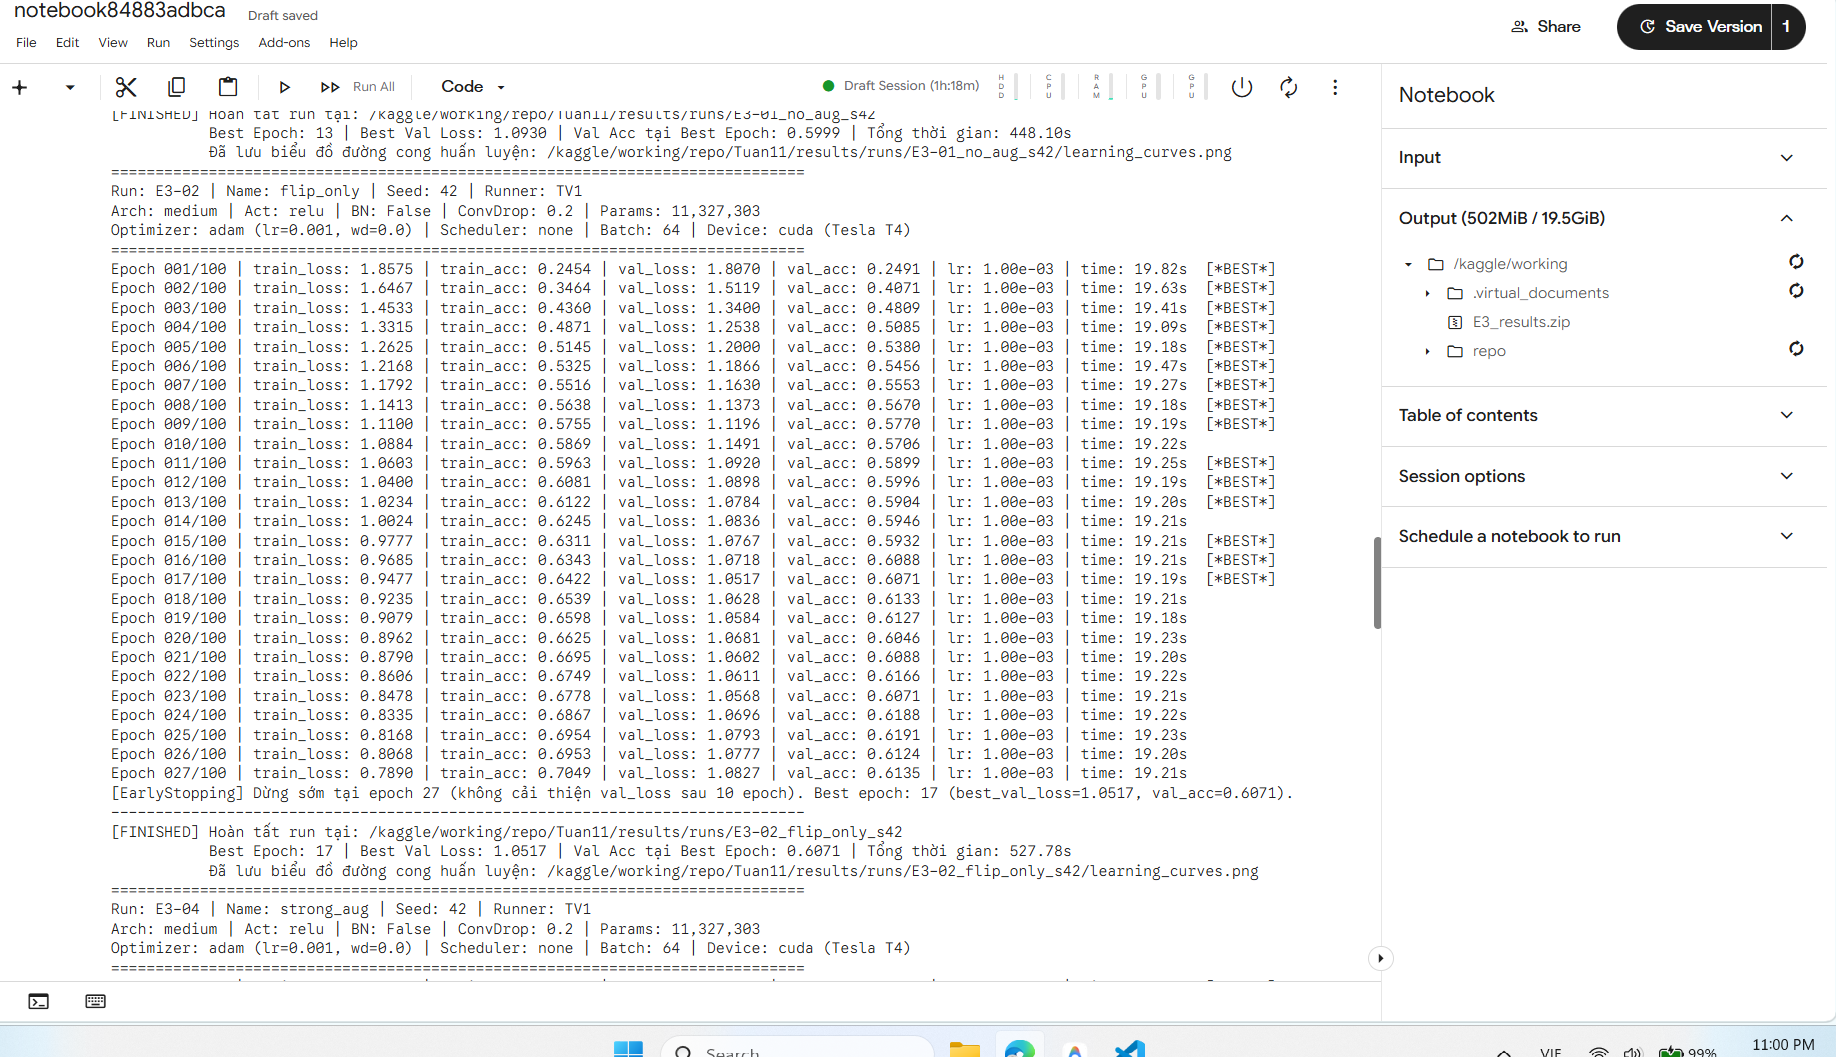 notebook84883adbca
Draft saved
File Edit View Run Settings Add-ons Help
Share
Save Version 1
Run All
Code
Draft Session (1h:18m)
HDD
CPU
RAM
GPU
GPU
[FINISHED] Hoàn tất run tại: /kaggle/working/repo/Tuan11/results/runs/E3-01_no_aug_s42
Best Epoch: 13 | Best Val Loss: 1.0930 | Val Acc tại Best Epoch: 0.5999 | Tổng thời gian: 448.10s
Đã lưu biểu đồ đường cong huấn luyện: /kaggle/working/repo/Tuan11/results/runs/E3-01_no_aug_s42/learning_curves.png
==============================================================================
Run: E3-02 | Name: flip_only | Seed: 42 | Runner: TV1
Arch: medium | Act: relu | BN: False | ConvDrop: 0.2 | Params: 11,327,303
Optimizer: adam (lr=0.001, wd=0.0) | Scheduler: none | Batch: 64 | Device: cuda (Tesla T4)
==============================================================================
Epoch 001/100 | train_loss: 1.8575 | train_acc: 0.2454 | val_loss: 1.8070 | val_acc: 0.2491 | lr: 1.00e-03 | time: 19.82s [*BEST*]
Epoch 002/100 | train_loss: 1.6467 | train_acc: 0.3464 | val_loss: 1.5119 | val_acc: 0.4071 | lr: 1.00e-03 | time: 19.63s [*BEST*]
Epoch 003/100 | train_loss: 1.4533 | train_acc: 0.4360 | val_loss: 1.3400 | val_acc: 0.4809 | lr: 1.00e-03 | time: 19.41s [*BEST*]
Epoch 004/100 | train_loss: 1.3315 | train_acc: 0.4871 | val_loss: 1.2538 | val_acc: 0.5085 | lr: 1.00e-03 | time: 19.09s [*BEST*]
Epoch 005/100 | train_loss: 1.2625 | train_acc: 0.5145 | val_loss: 1.2000 | val_acc: 0.5380 | lr: 1.00e-03 | time: 19.18s [*BEST*]
Epoch 006/100 | train_loss: 1.2168 | train_acc: 0.5325 | val_loss: 1.1866 | val_acc: 0.5456 | lr: 1.00e-03 | time: 19.47s [*BEST*]
Epoch 007/100 | train_loss: 1.1792 | train_acc: 0.5516 | val_loss: 1.1630 | val_acc: 0.5553 | lr: 1.00e-03 | time: 19.27s [*BEST*]
Epoch 008/100 | train_loss: 1.1413 | train_acc: 0.5638 | val_loss: 1.1373 | val_acc: 0.5670 | lr: 1.00e-03 | time: 19.18s [*BEST*]
Epoch 009/100 | train_loss: 1.1100 | train_acc: 0.5755 | val_loss: 1.1196 | val_acc: 0.5770 | lr: 1.00e-03 | time: 19.19s [*BEST*]
Epoch 010/100 | train_loss: 1.0884 | train_acc: 0.5869 | val_loss: 1.1491 | val_acc: 0.5706 | lr: 1.00e-03 | time: 19.22s
Epoch 011/100 | train_loss: 1.0603 | train_acc: 0.5963 | val_loss: 1.0920 | val_acc: 0.5899 | lr: 1.00e-03 | time: 19.25s [*BEST*]
Epoch 012/100 | train_loss: 1.0400 | train_acc: 0.6081 | val_loss: 1.0898 | val_acc: 0.5996 | lr: 1.00e-03 | time: 19.19s [*BEST*]
Epoch 013/100 | train_loss: 1.0234 | train_acc: 0.6122 | val_loss: 1.0784 | val_acc: 0.5904 | lr: 1.00e-03 | time: 19.20s [*BEST*]
Epoch 014/100 | train_loss: 1.0024 | train_acc: 0.6245 | val_loss: 1.0836 | val_acc: 0.5946 | lr: 1.00e-03 | time: 19.21s
Epoch 015/100 | train_loss: 0.9777 | train_acc: 0.6311 | val_loss: 1.0767 | val_acc: 0.5932 | lr: 1.00e-03 | time: 19.21s [*BEST*]
Epoch 016/100 | train_loss: 0.9685 | train_acc: 0.6343 | val_loss: 1.0718 | val_acc: 0.6088 | lr: 1.00e-03 | time: 19.21s [*BEST*]
Epoch 017/100 | train_loss: 0.9477 | train_acc: 0.6422 | val_loss: 1.0517 | val_acc: 0.6071 | lr: 1.00e-03 | time: 19.19s [*BEST*]
Epoch 018/100 | train_loss: 0.9235 | train_acc: 0.6539 | val_loss: 1.0628 | val_acc: 0.6133 | lr: 1.00e-03 | time: 19.21s
Epoch 019/100 | train_loss: 0.9079 | train_acc: 0.6598 | val_loss: 1.0584 | val_acc: 0.6127 | lr: 1.00e-03 | time: 19.18s
Epoch 020/100 | train_loss: 0.8962 | train_acc: 0.6625 | val_loss: 1.0681 | val_acc: 0.6046 | lr: 1.00e-03 | time: 19.23s
Epoch 021/100 | train_loss: 0.8790 | train_acc: 0.6695 | val_loss: 1.0602 | val_acc: 0.6088 | lr: 1.00e-03 | time: 19.20s
Epoch 022/100 | train_loss: 0.8606 | train_acc: 0.6749 | val_loss: 1.0611 | val_acc: 0.6166 | lr: 1.00e-03 | time: 19.22s
Epoch 023/100 | train_loss: 0.8478 | train_acc: 0.6778 | val_loss: 1.0568 | val_acc: 0.6071 | lr: 1.00e-03 | time: 19.21s
Epoch 024/100 | train_loss: 0.8335 | train_acc: 0.6867 | val_loss: 1.0696 | val_acc: 0.6188 | lr: 1.00e-03 | time: 19.22s
Epoch 025/100 | train_loss: 0.8168 | train_acc: 0.6954 | val_loss: 1.0793 | val_acc: 0.6191 | lr: 1.00e-03 | time: 19.23s
Epoch 026/100 | train_loss: 0.8068 | train_acc: 0.6953 | val_loss: 1.0777 | val_acc: 0.6124 | lr: 1.00e-03 | time: 19.20s
Epoch 027/100 | train_loss: 0.7890 | train_acc: 0.7049 | val_loss: 1.0827 | val_acc: 0.6135 | lr: 1.00e-03 | time: 19.21s
[EarlyStopping] Dừng sớm tại epoch 27 (không cải thiện val_loss sau 10 epoch). Best epoch: 17 (best_val_loss=1.0517, val_acc=0.6071).
------------------------------------------------------------------------------
[FINISHED] Hoàn tất run tại: /kaggle/working/repo/Tuan11/results/runs/E3-02_flip_only_s42
Best Epoch: 17 | Best Val Loss: 1.0517 | Val Acc tại Best Epoch: 0.6071 | Tổng thời gian: 527.78s
Đã lưu biểu đồ đường cong huấn luyện: /kaggle/working/repo/Tuan11/results/runs/E3-02_flip_only_s42/learning_curves.png
==============================================================================
Run: E3-04 | Name: strong_aug | Seed: 42 | Runner: TV1
Arch: medium | Act: relu | BN: False | ConvDrop: 0.2 | Params: 11,327,303
Optimizer: adam (lr=0.001, wd=0.0) | Scheduler: none | Batch: 64 | Device: cuda (Tesla T4)
==============================================================================
Notebook
Input
Output (502MiB / 19.5GiB)
/kaggle/working
.virtual_documents
E3_results.zip
repo
Table of contents
Session options
Schedule a notebook to run
Search
VIE
99%
11:00 PM